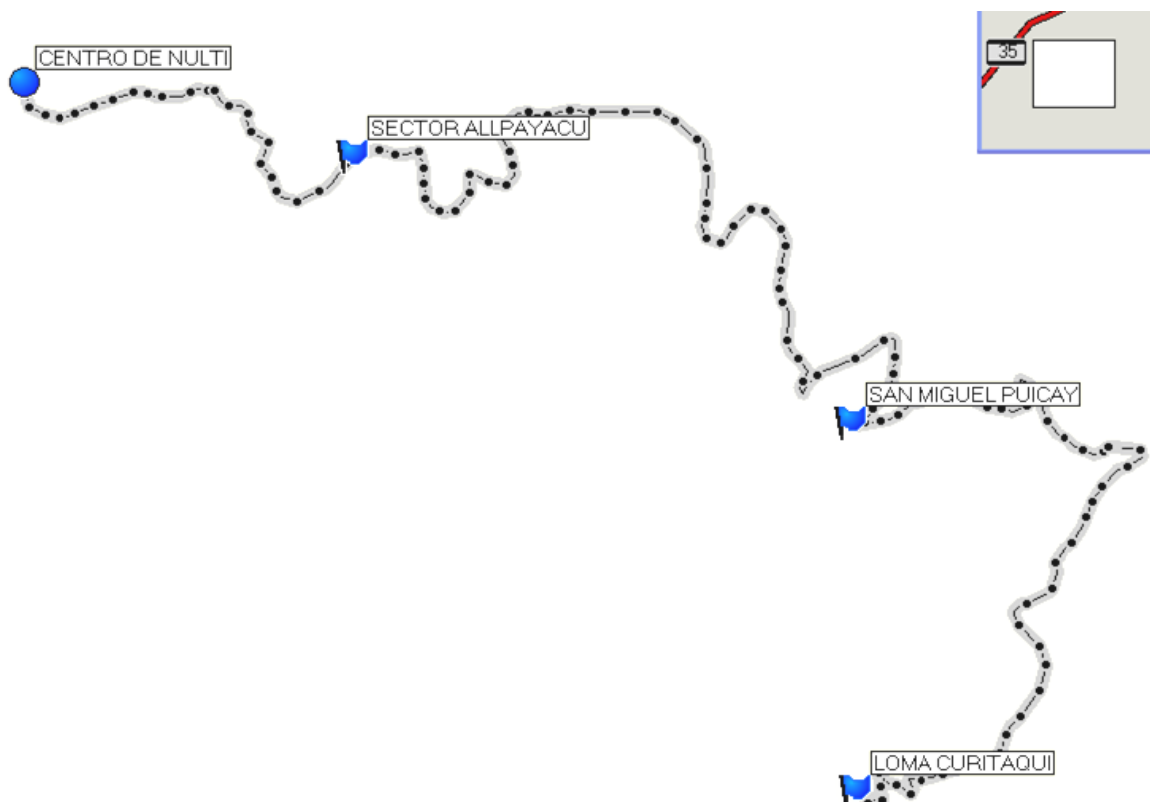 CENTRO DE NULTI
35
SECTOR ALLPAYACU
SAN MIGUEL PUICAY
LOMA CURITAQUI